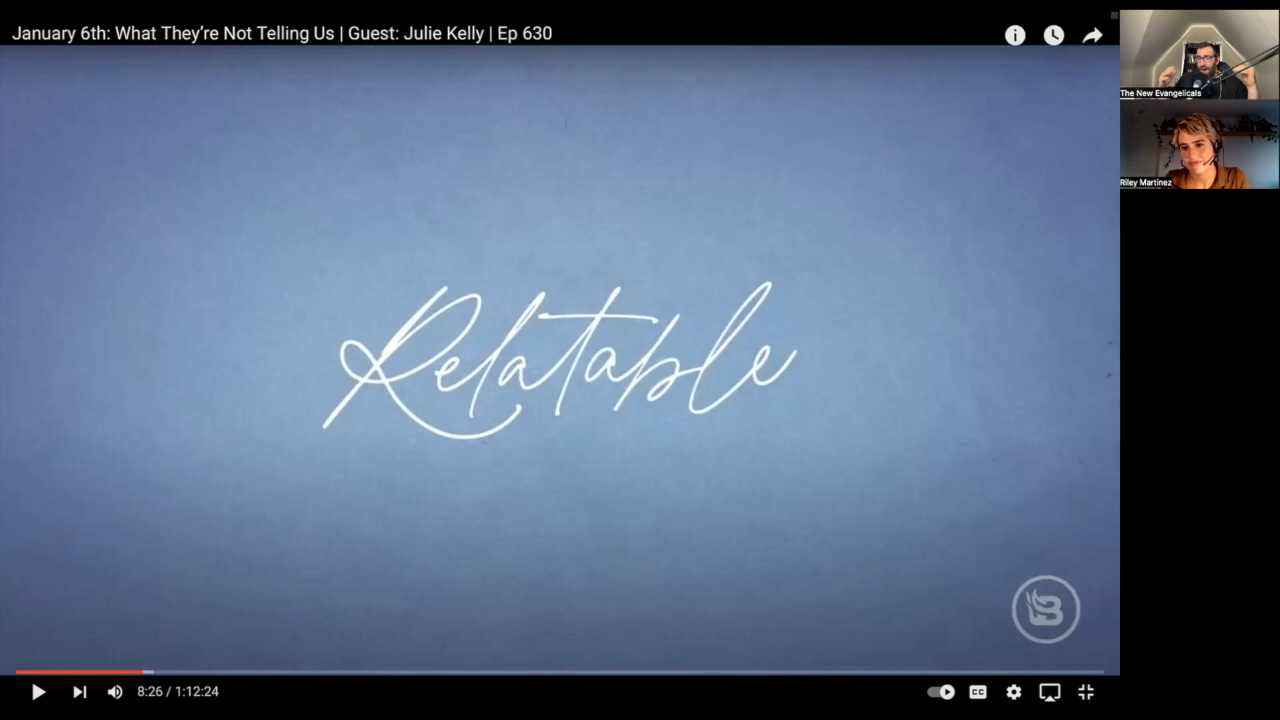 January 6th: What They’re Not Telling Us | Guest: Julie Kelly | Ep 630
The New Evangelicals
Riley Martinez
Relatable
B
8:26 / 1:12:24
CC